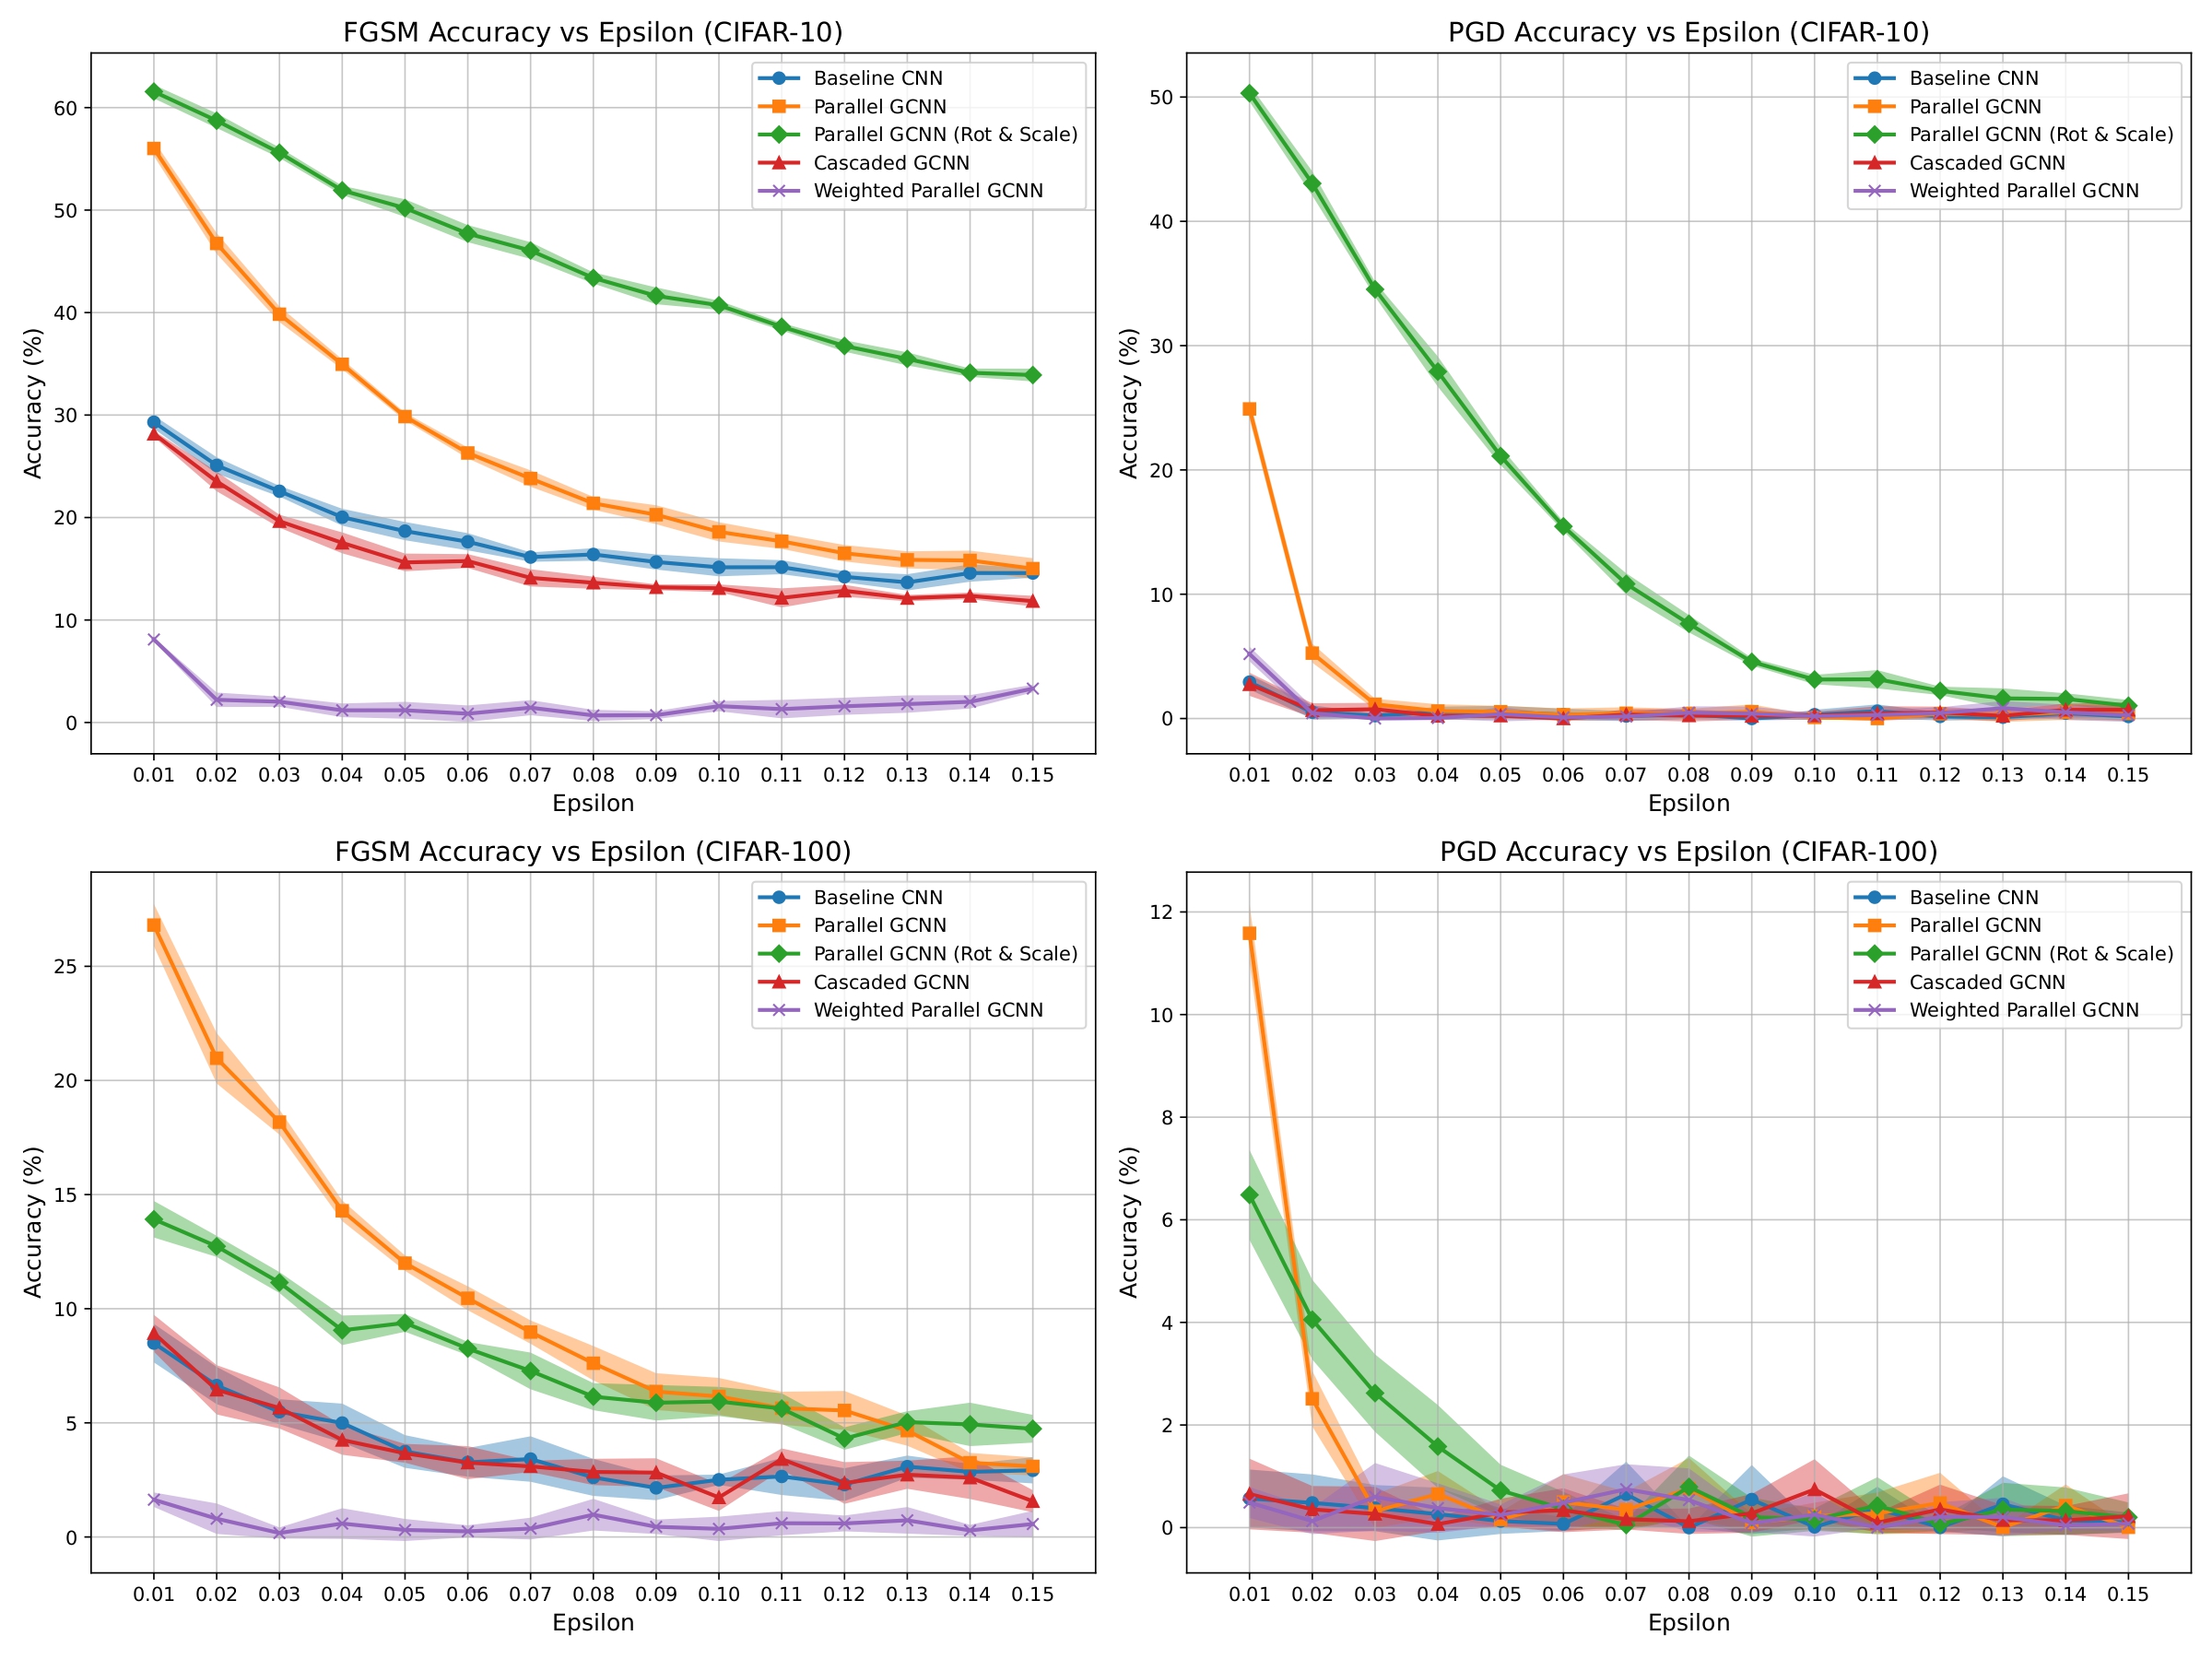 FGSM Accuracy vs Epsilon (CIFAR-10)
Accuracy (%)
60
50
40
30
20
10
0
0.01 0.02 0.03 0.04 0.05 0.06 0.07 0.08 0.09 0.10 0.11 0.12 0.13 0.14 0.15
Epsilon
Baseline CNN
Parallel GCNN
Parallel GCNN (Rot & Scale)
Cascaded GCNN
Weighted Parallel GCNN
PGD Accuracy vs Epsilon (CIFAR-10)
Accuracy (%)
50
40
30
20
10
0
0.01 0.02 0.03 0.04 0.05 0.06 0.07 0.08 0.09 0.10 0.11 0.12 0.13 0.14 0.15
Epsilon
Baseline CNN
Parallel GCNN
Parallel GCNN (Rot & Scale)
Cascaded GCNN
Weighted Parallel GCNN
FGSM Accuracy vs Epsilon (CIFAR-100)
Accuracy (%)
25
20
15
10
5
0
0.01 0.02 0.03 0.04 0.05 0.06 0.07 0.08 0.09 0.10 0.11 0.12 0.13 0.14 0.15
Epsilon
Baseline CNN
Parallel GCNN
Parallel GCNN (Rot & Scale)
Cascaded GCNN
Weighted Parallel GCNN
PGD Accuracy vs Epsilon (CIFAR-100)
Accuracy (%)
12
10
8
6
4
2
0
0.01 0.02 0.03 0.04 0.05 0.06 0.07 0.08 0.09 0.10 0.11 0.12 0.13 0.14 0.15
Epsilon
Baseline CNN
Parallel GCNN
Parallel GCNN (Rot & Scale)
Cascaded GCNN
Weighted Parallel GCNN